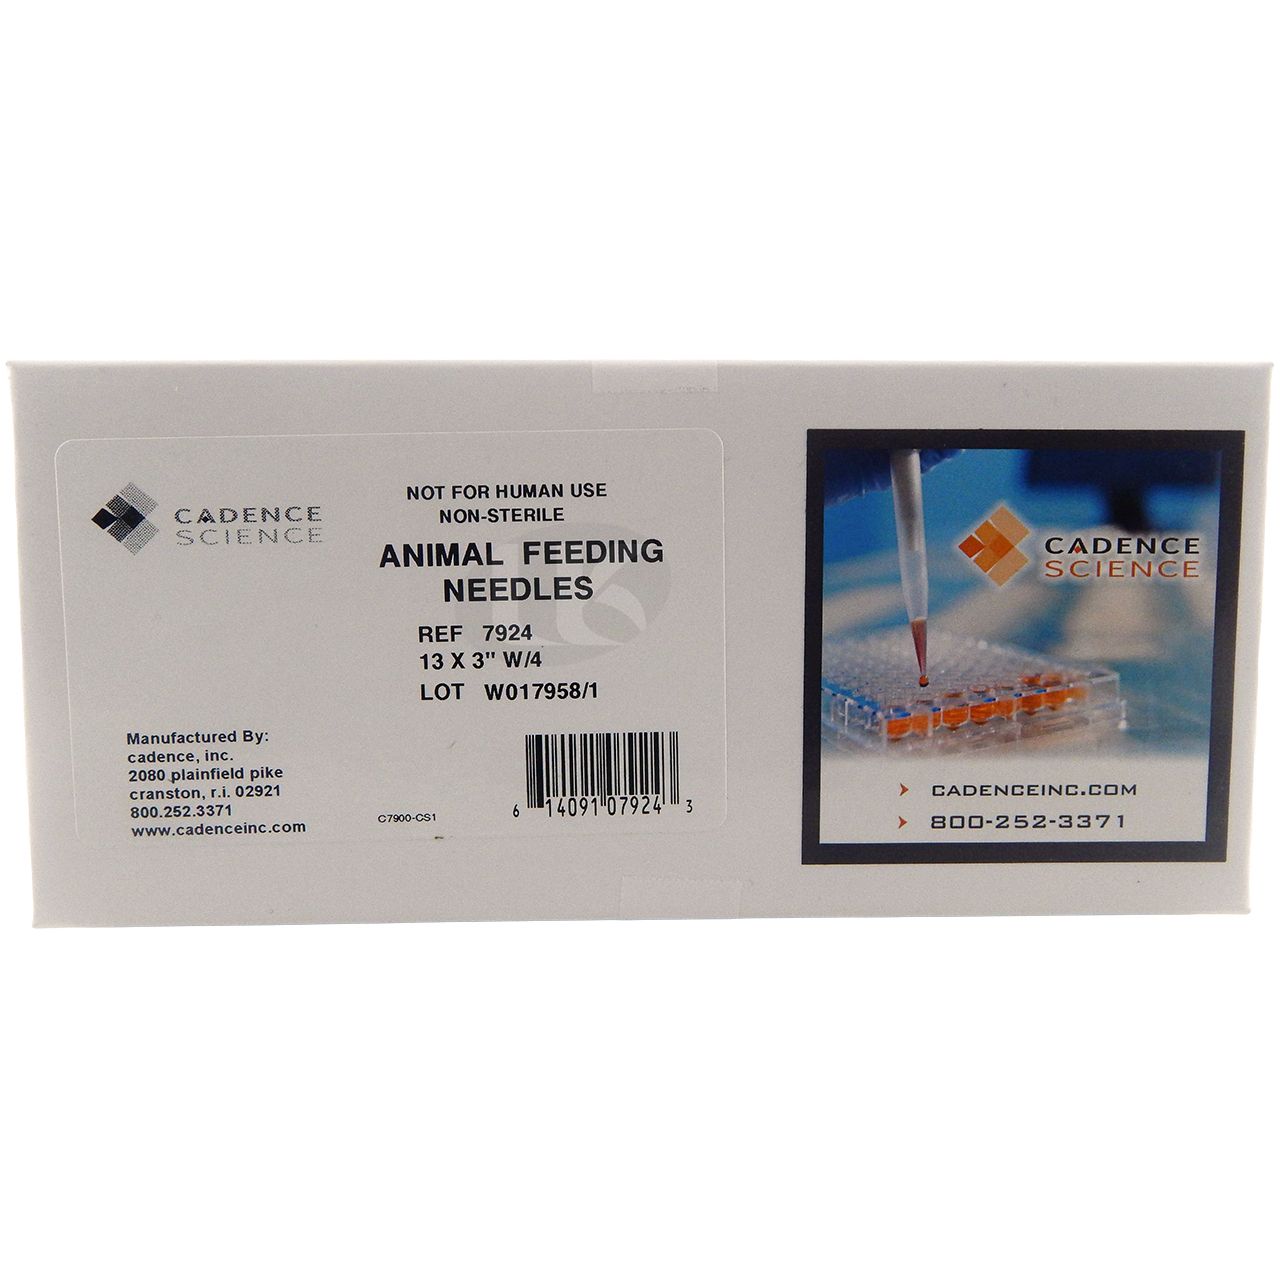 CADENCE
SCIENCE
NOT FOR HUMAN USE
NON-STERILE
ANIMAL FEEDING
NEEDLES
REF 7924
13 X 3" W/4
LOT W017958/1
Manufactured By:
cadence, inc.
2080 plainfield pike
cranston, r.i. 02921
800.252.3371
www.cadenceinc.com
C7900-CS1
6 14091 07924 3
CADENCE
SCIENCE
CADENCEINC.COM
800-252-3371